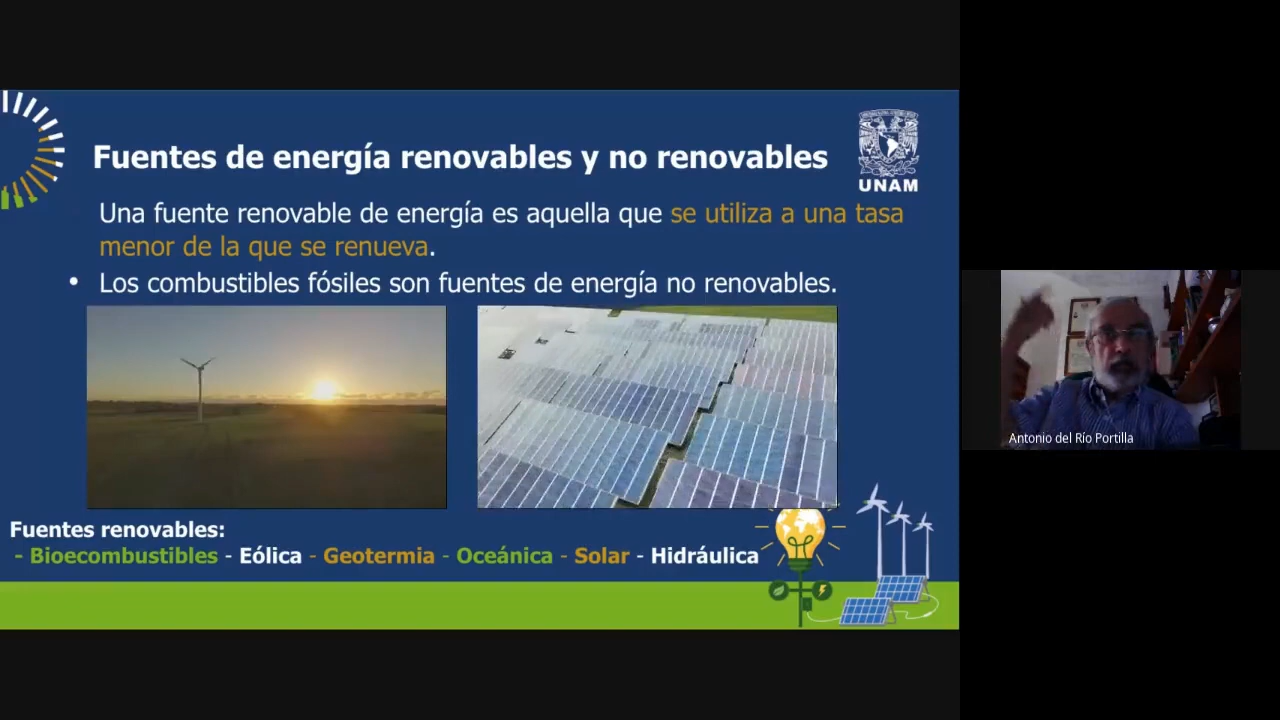 Fuentes de energía renovables y no renovables
UNAM
Una fuente renovable de energía es aquella que se utiliza a una tasa
menor de la que se renueva.
• Los combustibles fósiles son fuentes de energía no renovables.
Fuentes renovables:
- Bioecombustibles - Eólica - Geotermia - Oceánica - Solar - Hidráulica
Antonio del Río Portilla